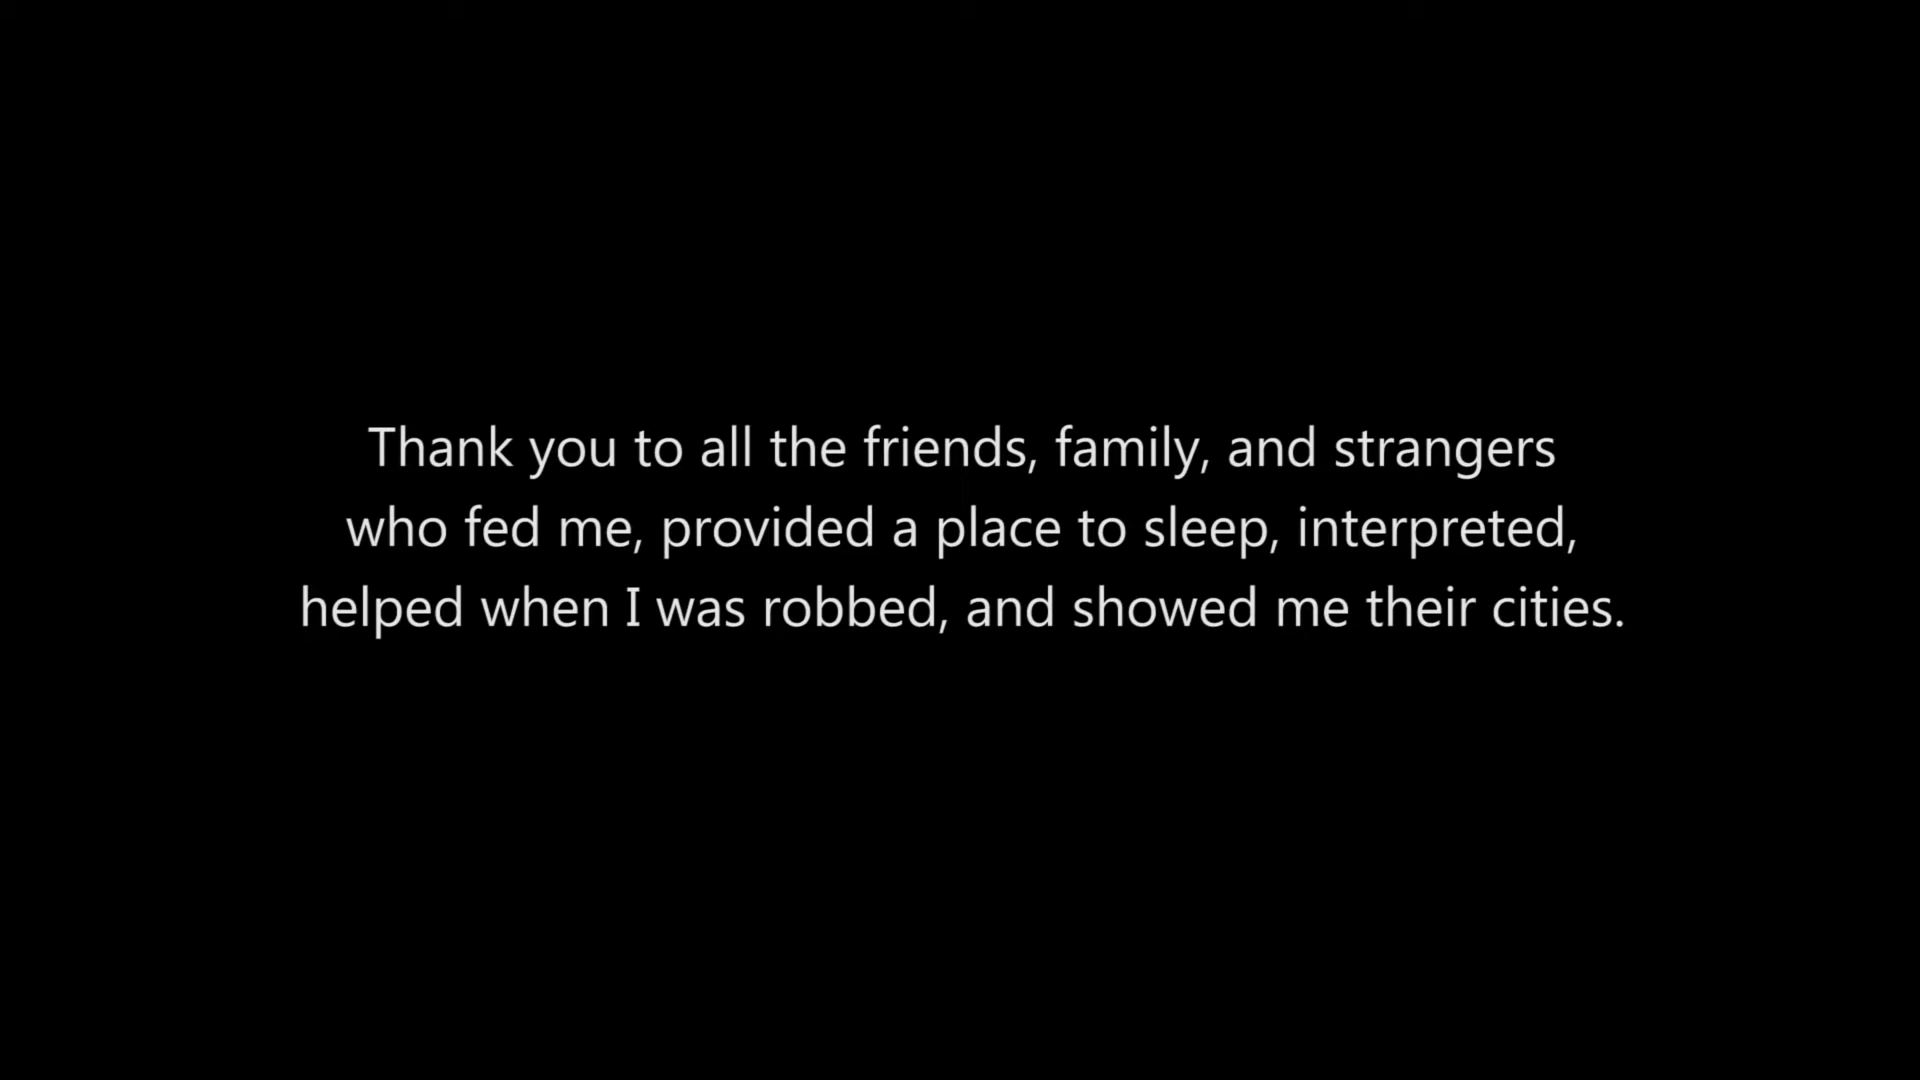 Thank you to all the friends, family, and strangers
who fed me, provided a place to sleep, interpreted,
helped when I was robbed, and showed me their cities.